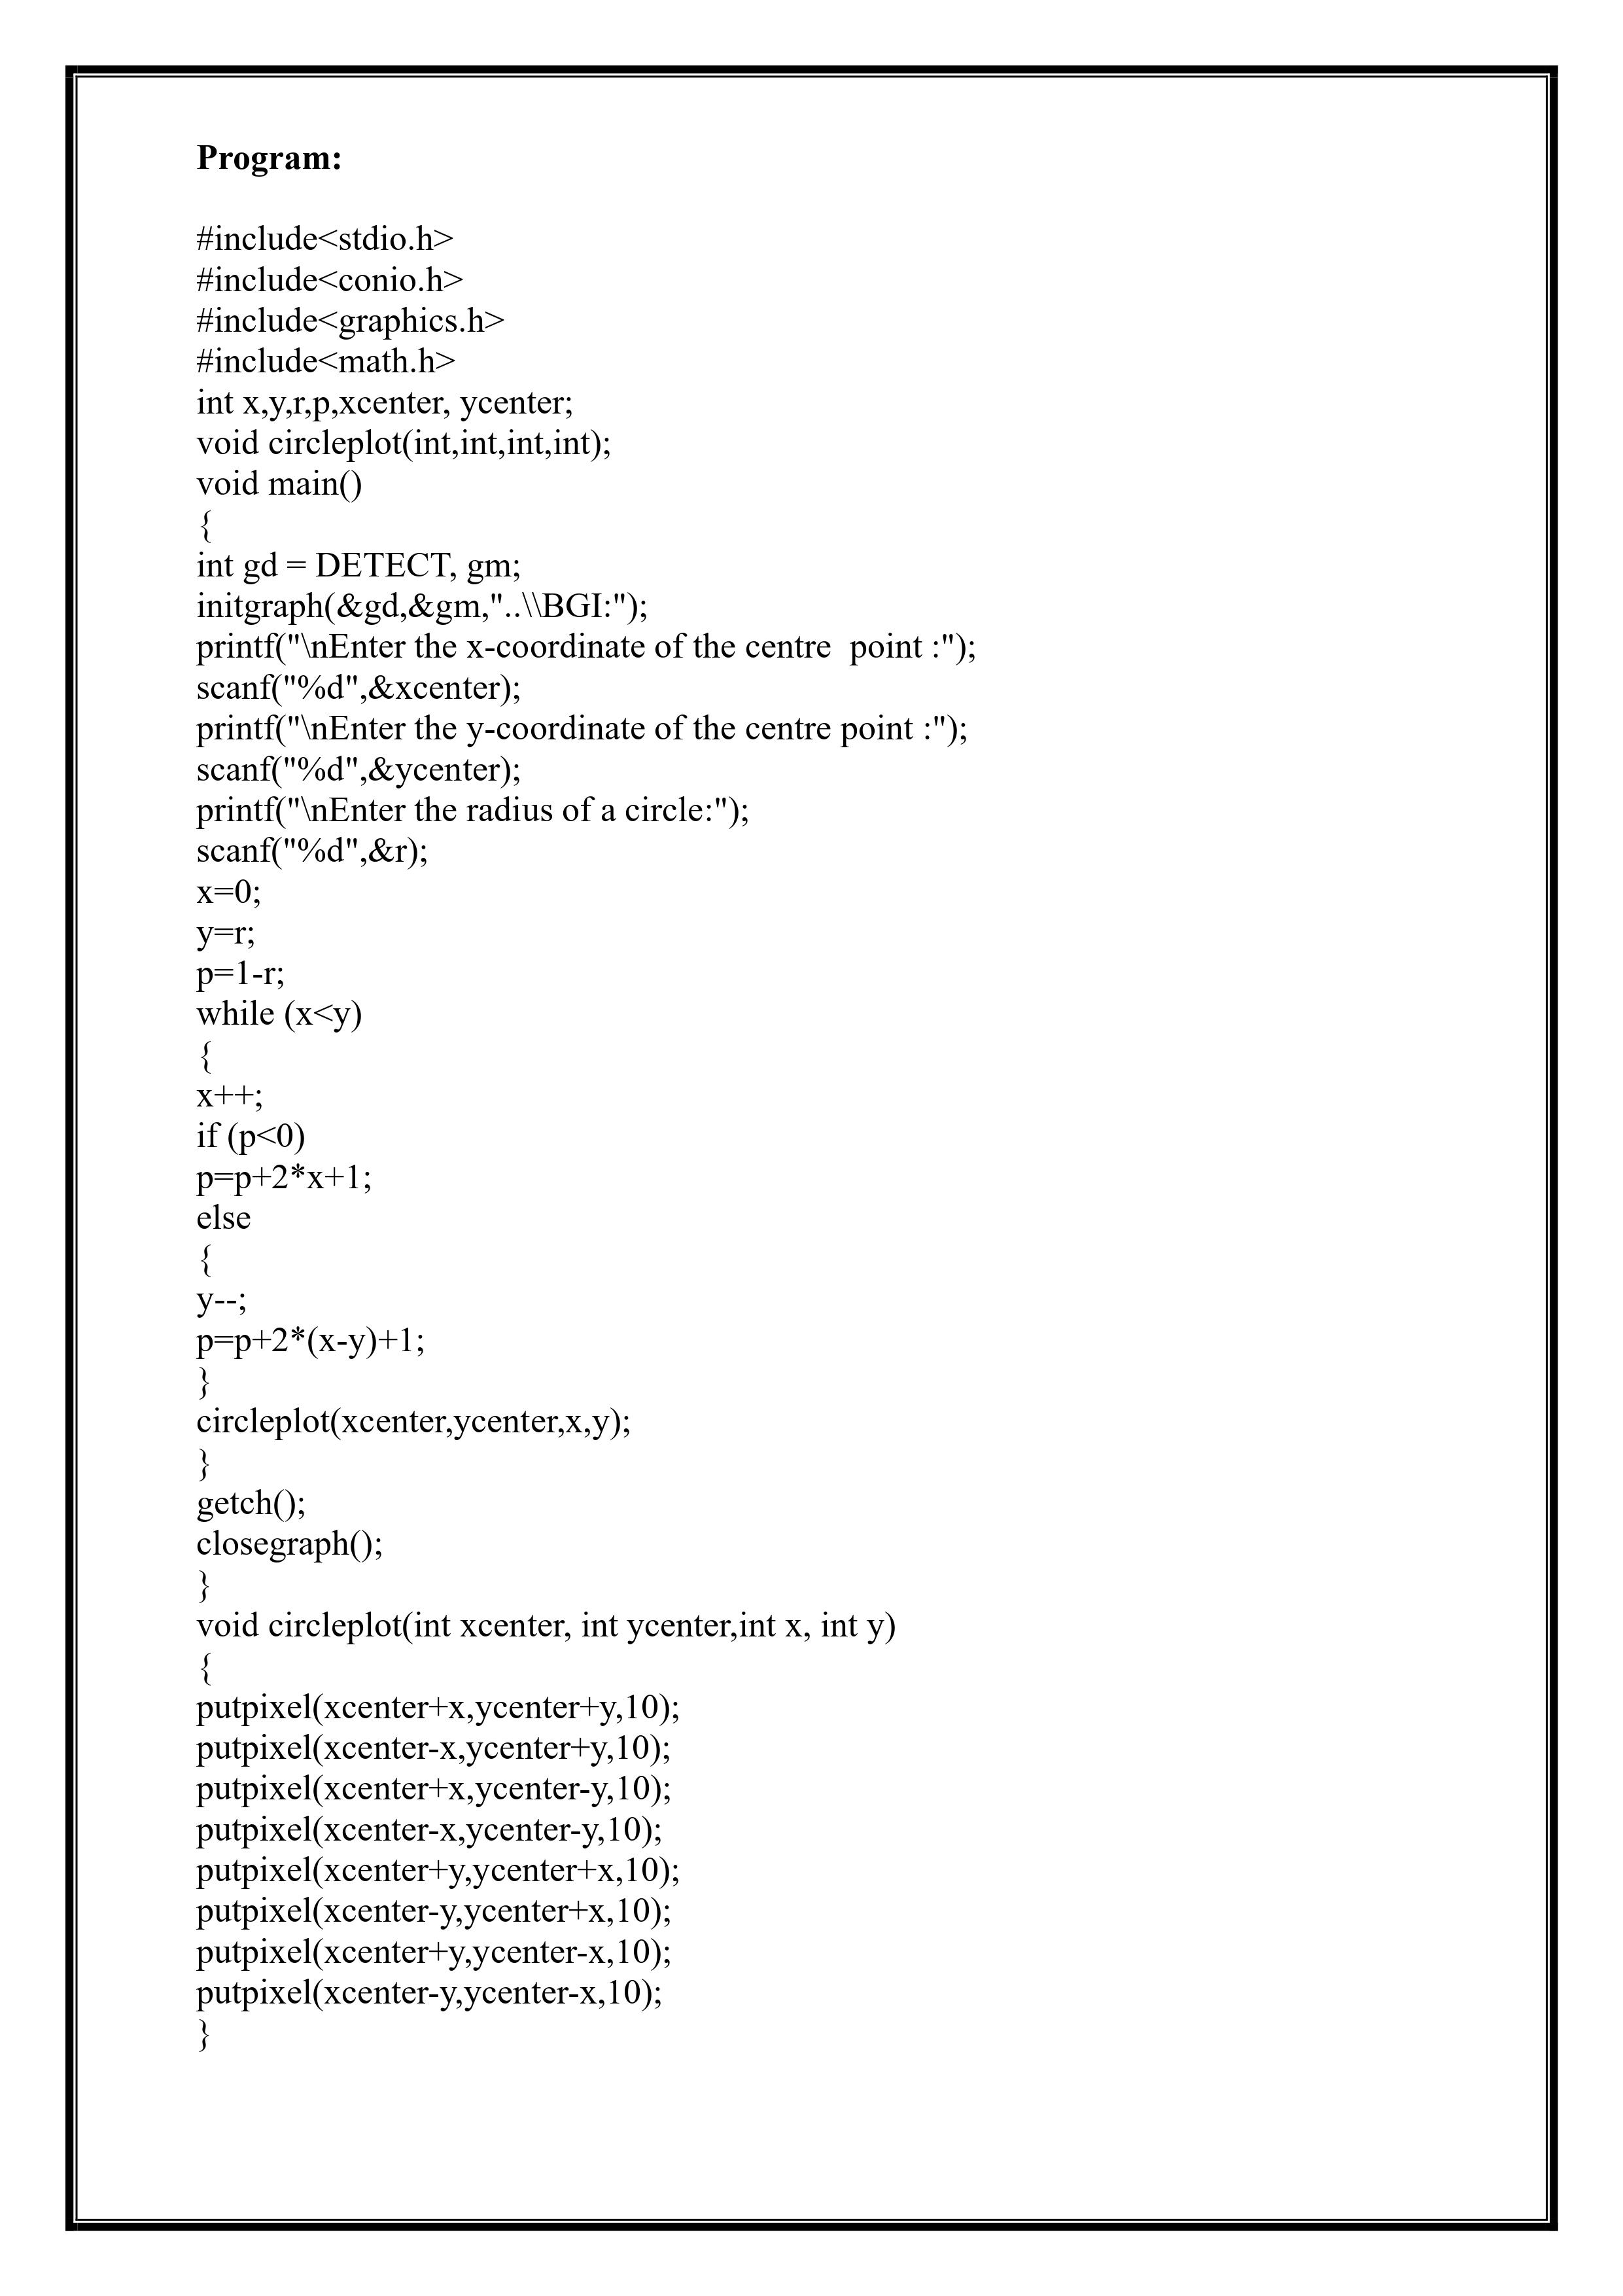 Program:
#include<stdio.h>
#include<conio.h>
#include<graphics.h>
#include<math.h>
int x,y,r,p,xcenter, ycenter;
void circleplot(int,int,int,int);
void main()
{
int gd = DETECT, gm;
initgraph(&gd,&gm,"..\\BGI:");
printf("\nEnter the x-coordinate of the centre  point :");
scanf("%d",&xcenter);
printf("\nEnter the y-coordinate of the centre point :");
scanf("%d",&ycenter);
printf("\nEnter the radius of a circle:");
scanf("%d",&r);
x=0;
y=r;
p=1-r;
while (x<y)
{
x++;
if (p<0)
p=p+2*x+1;
else
{
y--;
p=p+2*(x-y)+1;
}
circleplot(xcenter,ycenter,x,y);
}
getch();
closegraph();
}
void circleplot(int xcenter, int ycenter,int x, int y)
{
putpixel(xcenter+x,ycenter+y,10);
putpixel(xcenter-x,ycenter+y,10);
putpixel(xcenter+x,ycenter-y,10);
putpixel(xcenter-x,ycenter-y,10);
putpixel(xcenter+y,ycenter+x,10);
putpixel(xcenter-y,ycenter+x,10);
putpixel(xcenter+y,ycenter-x,10);
putpixel(xcenter-y,ycenter-x,10);
}